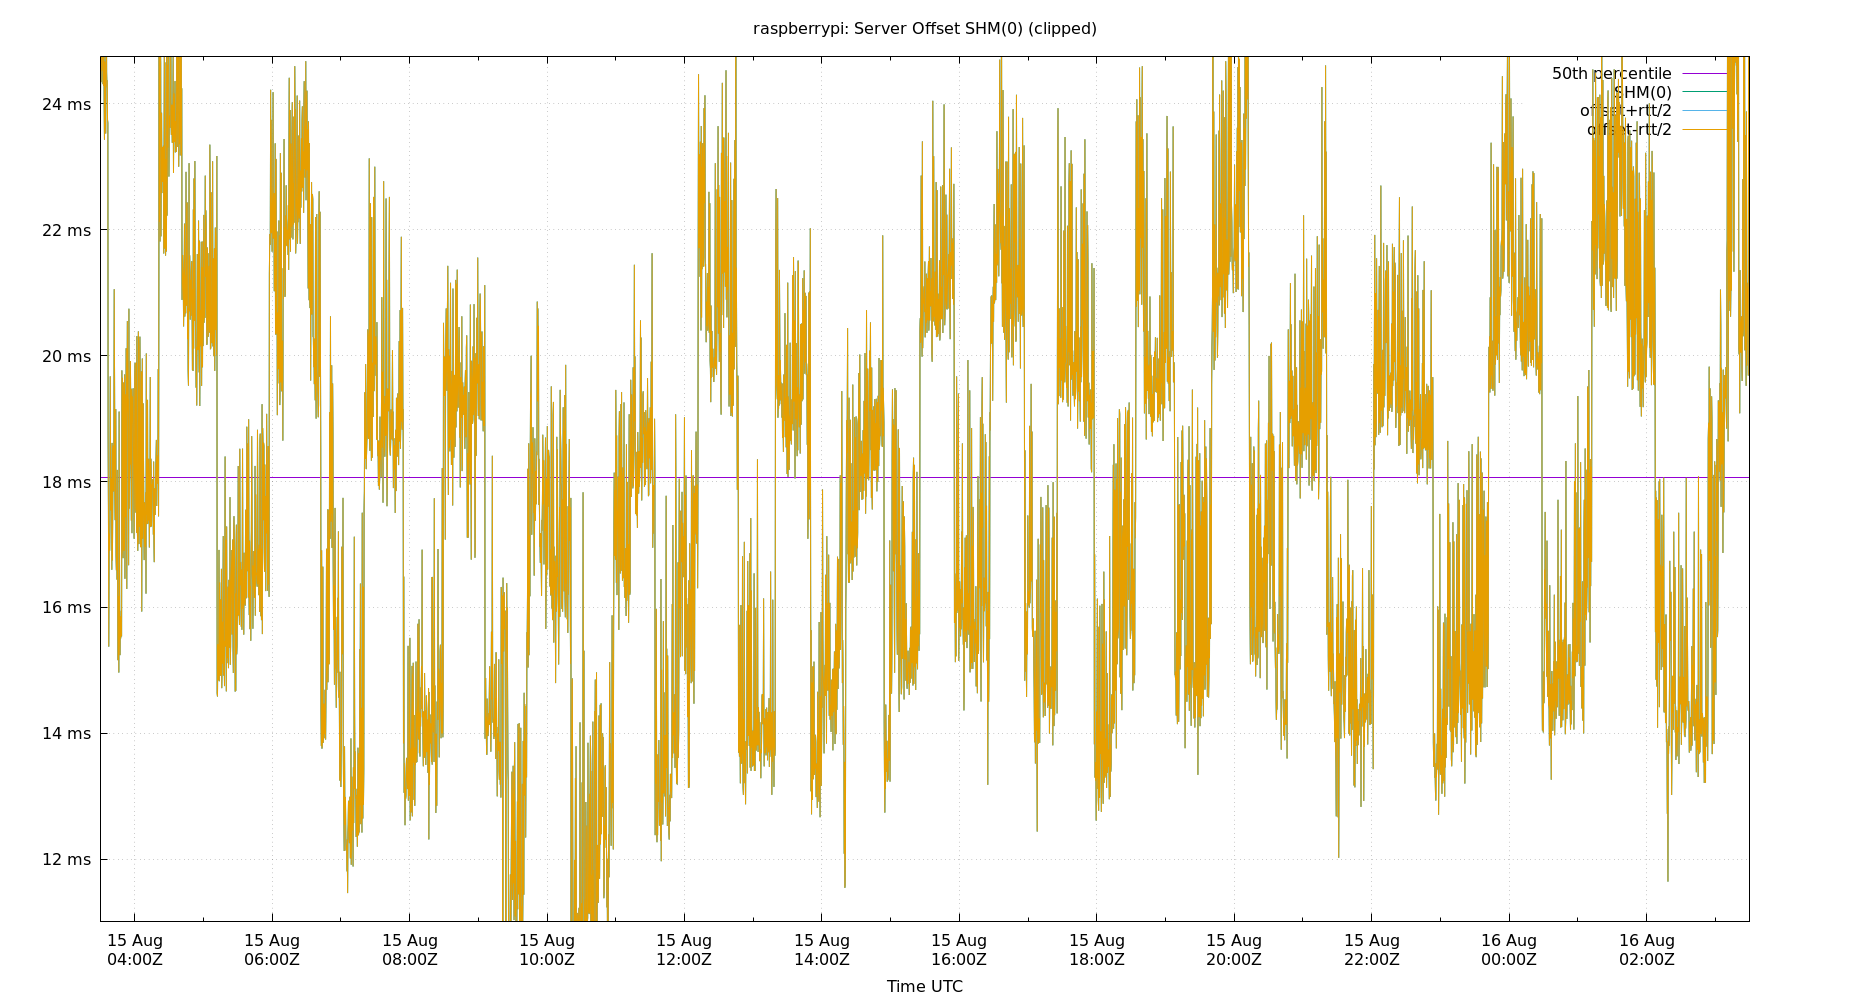 raspberrypi: Server Offset SHM(0) (clipped)
50th percentile
SHM(0)
offset+rtt/2
offset-rtt/2
24 ms
22 ms
20 ms
18 ms
16 ms
14 ms
12 ms
15 Aug 15 Aug 15 Aug 15 Aug 15 Aug 15 Aug 15 Aug 15 Aug 15 Aug 15 Aug 16 Aug 16 Aug
04:00Z 06:00Z 08:00Z 10:00Z 12:00Z 14:00Z 16:00Z 18:00Z 20:00Z 22:00Z 00:00Z 02:00Z
Time UTC